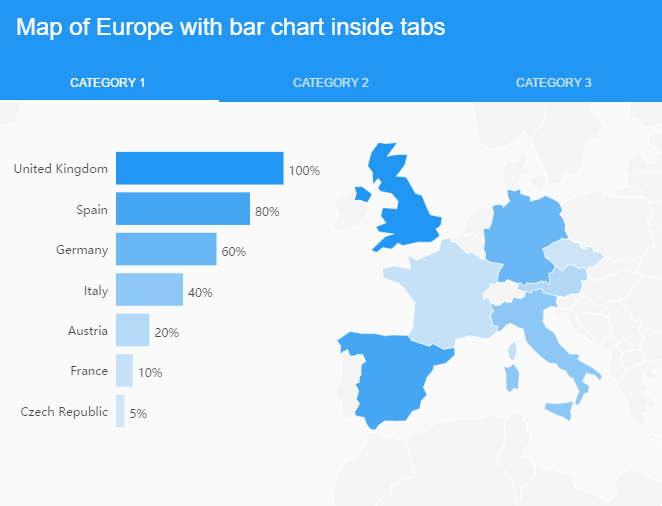 Map of Europe with bar chart inside tabs
CATEGORY 1 CATEGORY 2 CATEGORY 3
United Kingdom 100%
Spain 80%
Germany 60%
Italy 40%
Austria 20%
France 10%
Czech Republic 5%